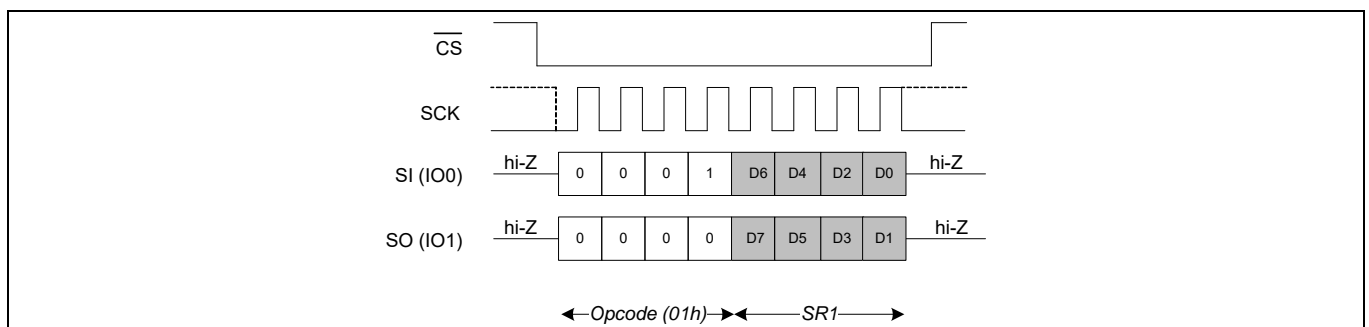 CS
SCK
SI (IO0) hi-Z 0 0 0 1 D6 D4 D2 D0 hi-Z
SO (IO1) hi-Z 0 0 0 0 D7 D5 D3 D1 hi-Z
Opcode (01h) SR1